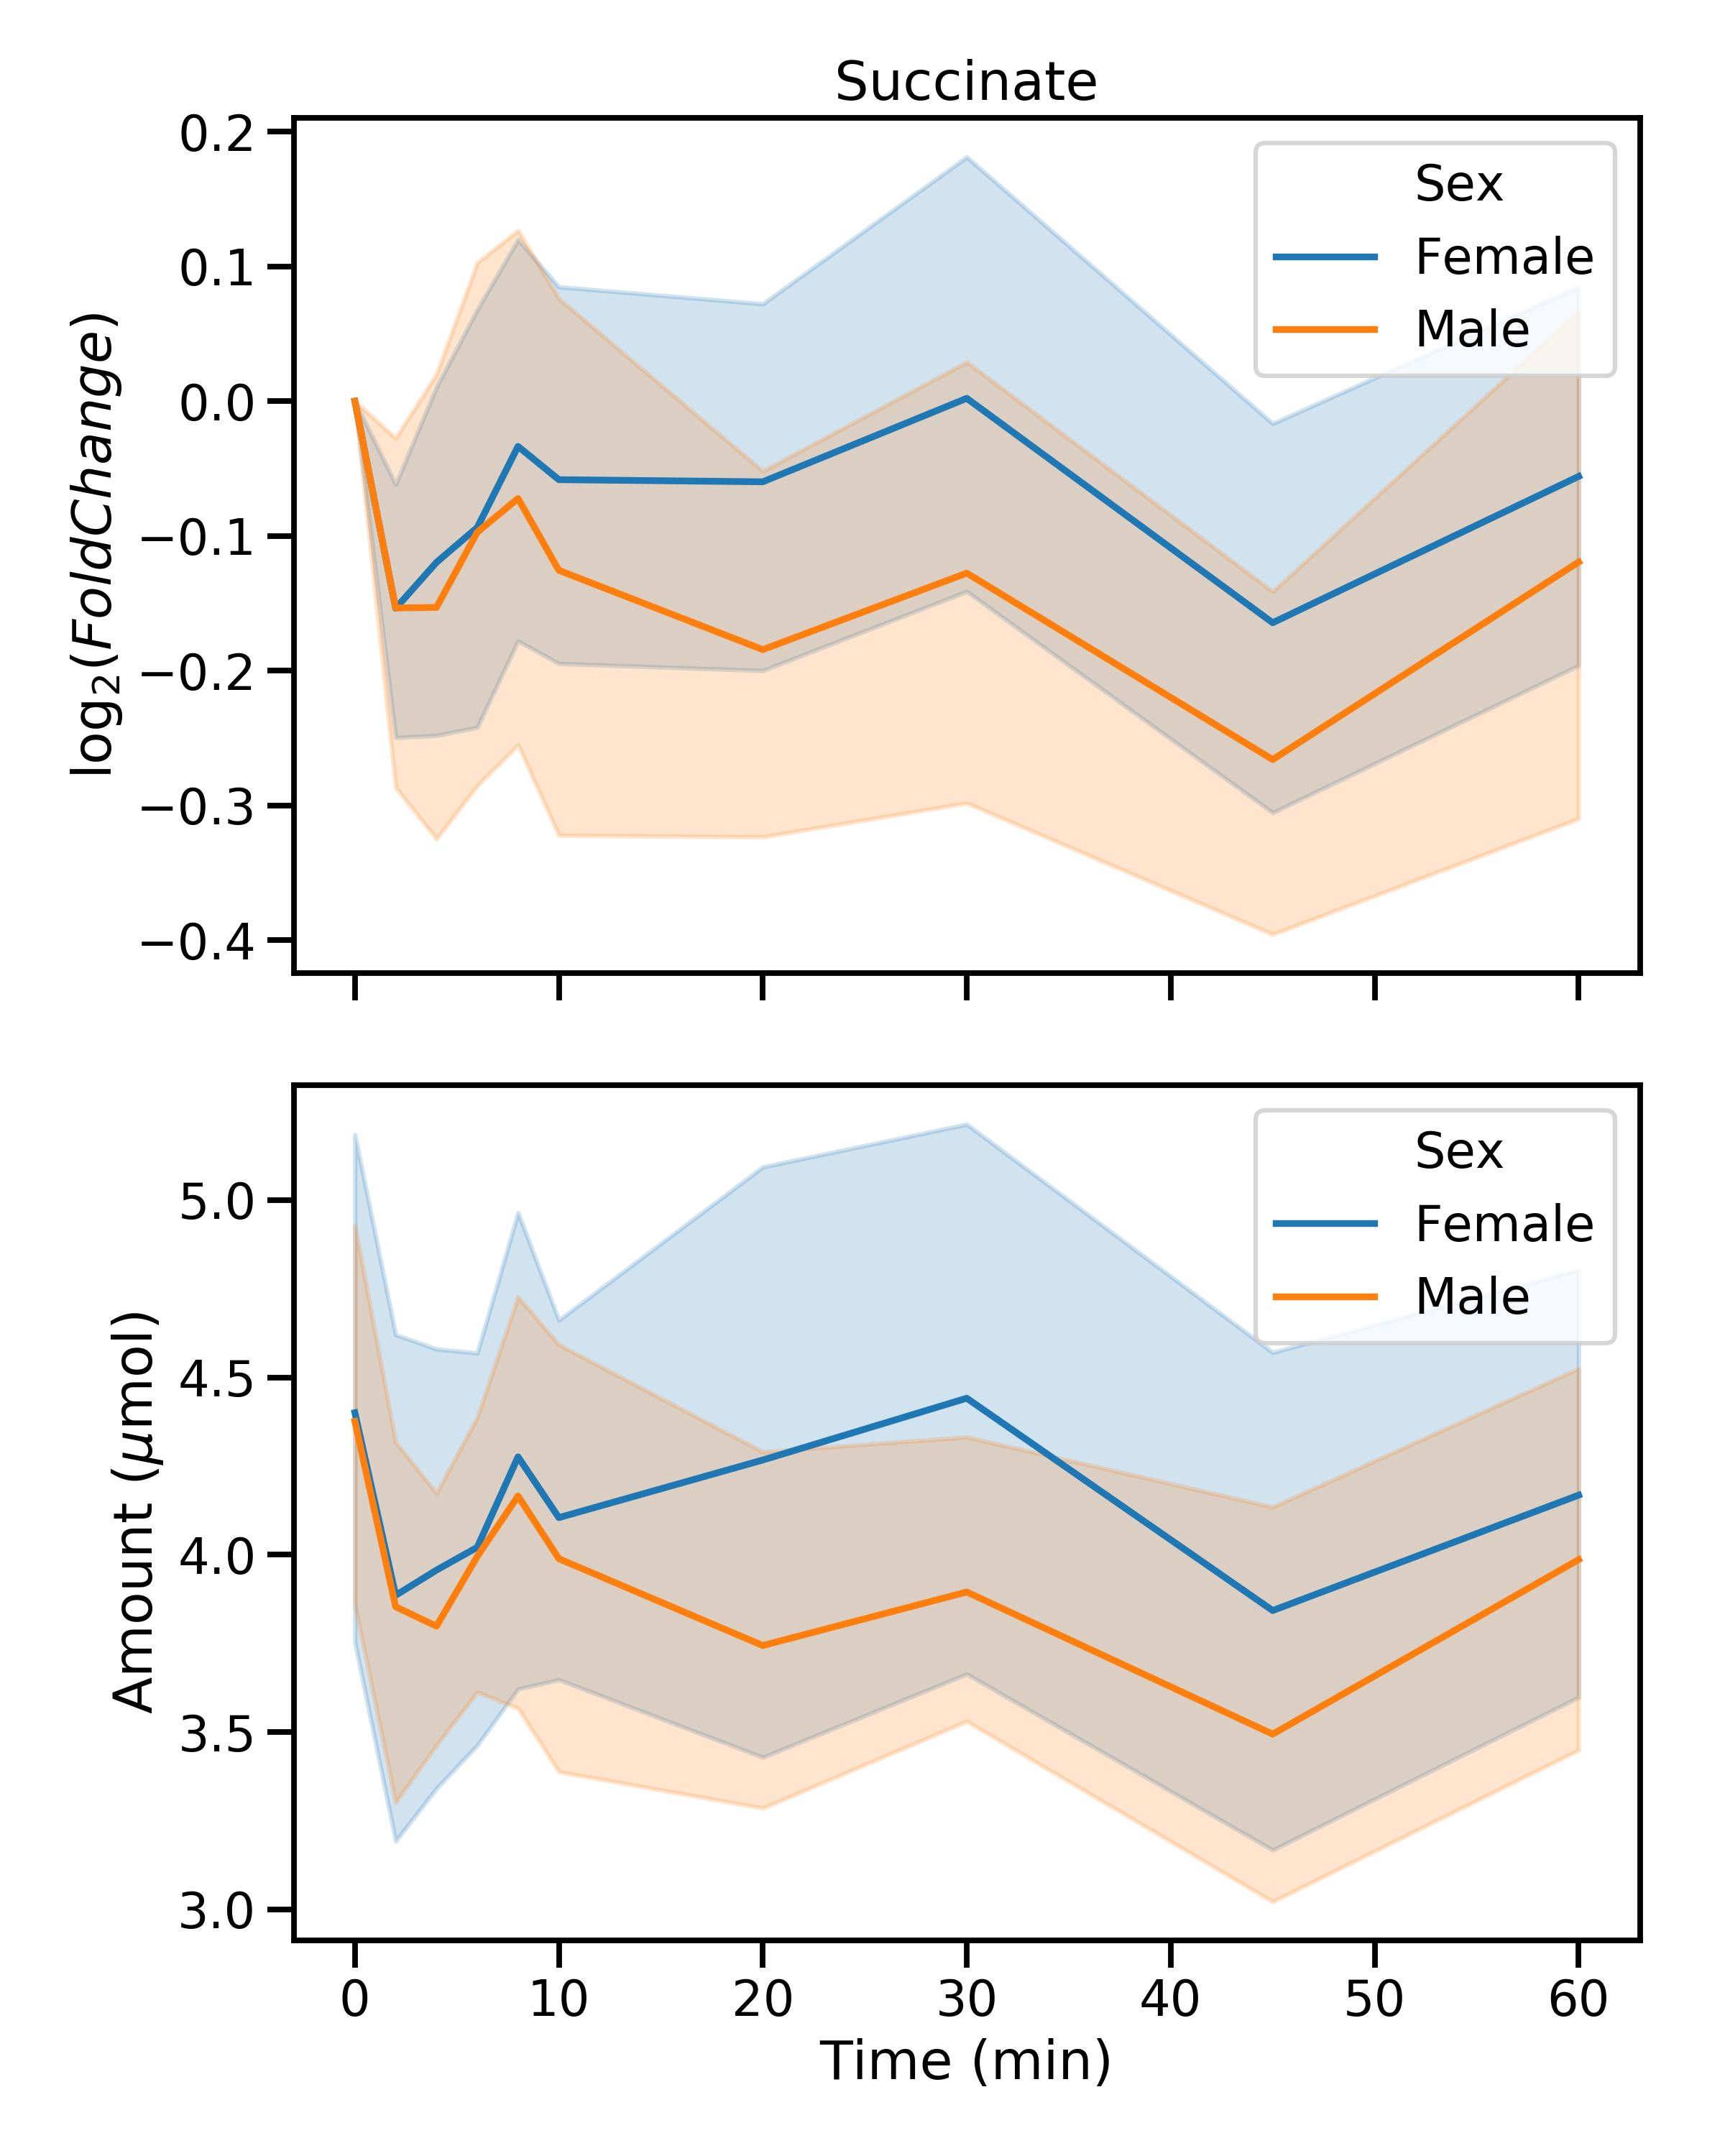 Succinate
log₂(FoldChange)
0.2
0.1
0.0
−0.1
−0.2
−0.3
−0.4
Sex
Female
Male
Amount (μmol)
5.0
4.5
4.0
3.5
3.0
Sex
Female
Male
0 10 20 30 40 50 60
Time (min)